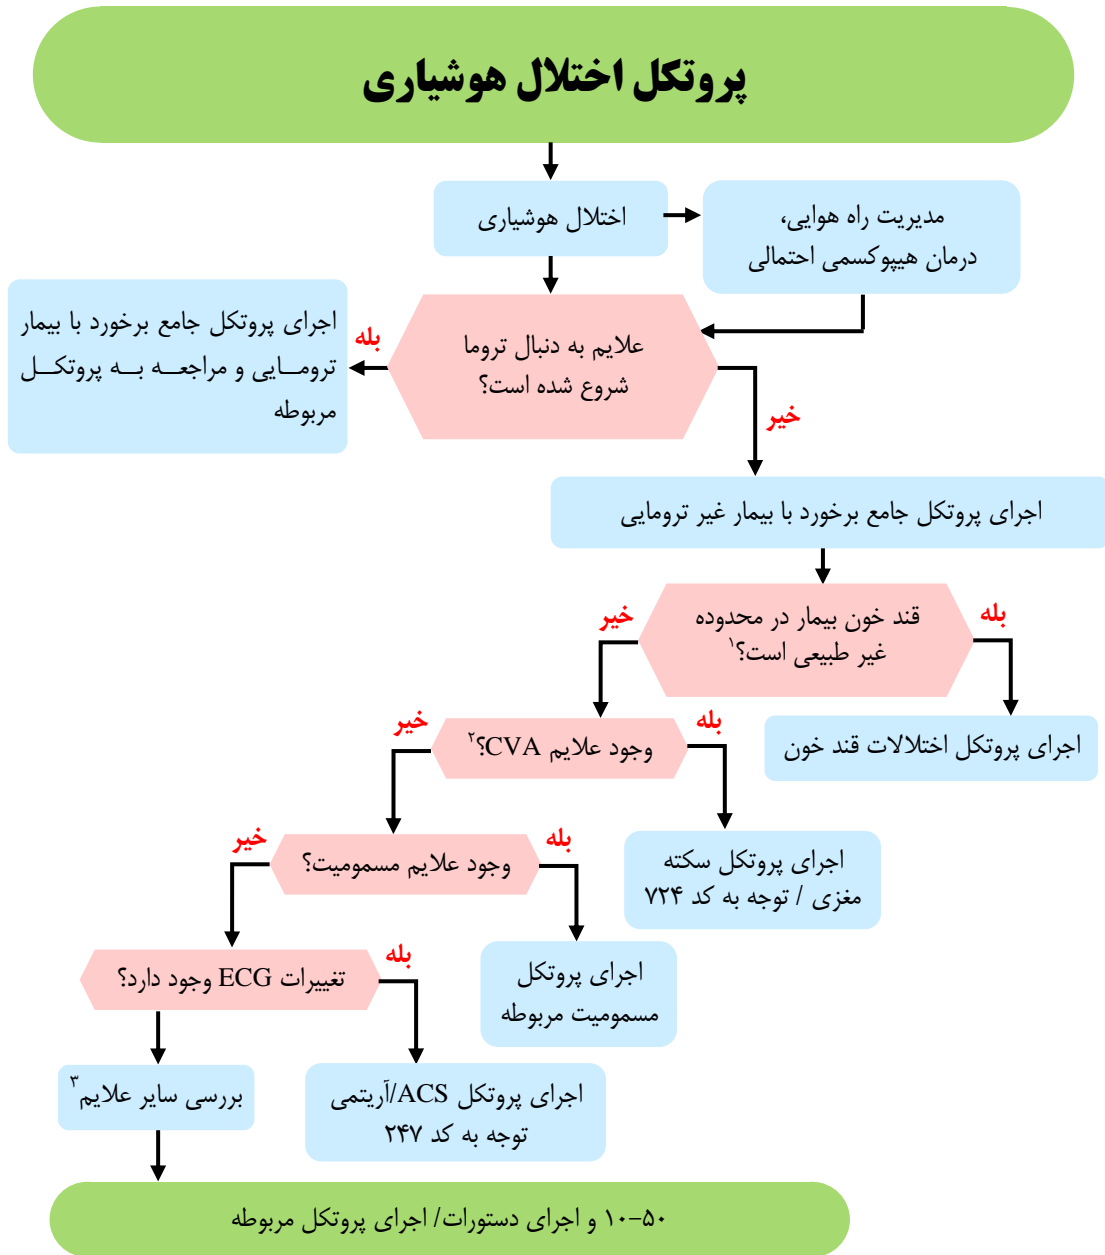 پروتکل اختلال هوشیاری
اختلال هوشیاری
مدیریت راه هوایی،
درمان هیپوکسمی احتمالی
علایم به دنبال تروما
شروع شده است؟
بله
اجرای پروتکل جامع برخورد با بیمار
ترومــایی و مراجعــه بــه پروتکــل
مربوطه
خیر
اجرای پروتکل جامع برخورد با بیمار غیر ترومایی
قند خون بیمار در محدوده
غیر طبیعی است؟۱
بله
خیر
اجرای پروتکل اختلالات قند خون
وجود علایم CVA؟۲
بله
خیر
اجرای پروتکل سکته
مغزی / توجه به کد ۷۲۴
وجود علایم مسمومیت؟
بله
خیر
اجرای پروتکل
مسمومیت مربوطه
تغییرات ECG وجود دارد؟
بله
اجرای پروتکل ACS/آریتمی
توجه به کد ۲۴۷
بررسی سایر علایم۳
۱۰-۵۰ و اجرای دستورات/ اجرای پروتکل مربوطه